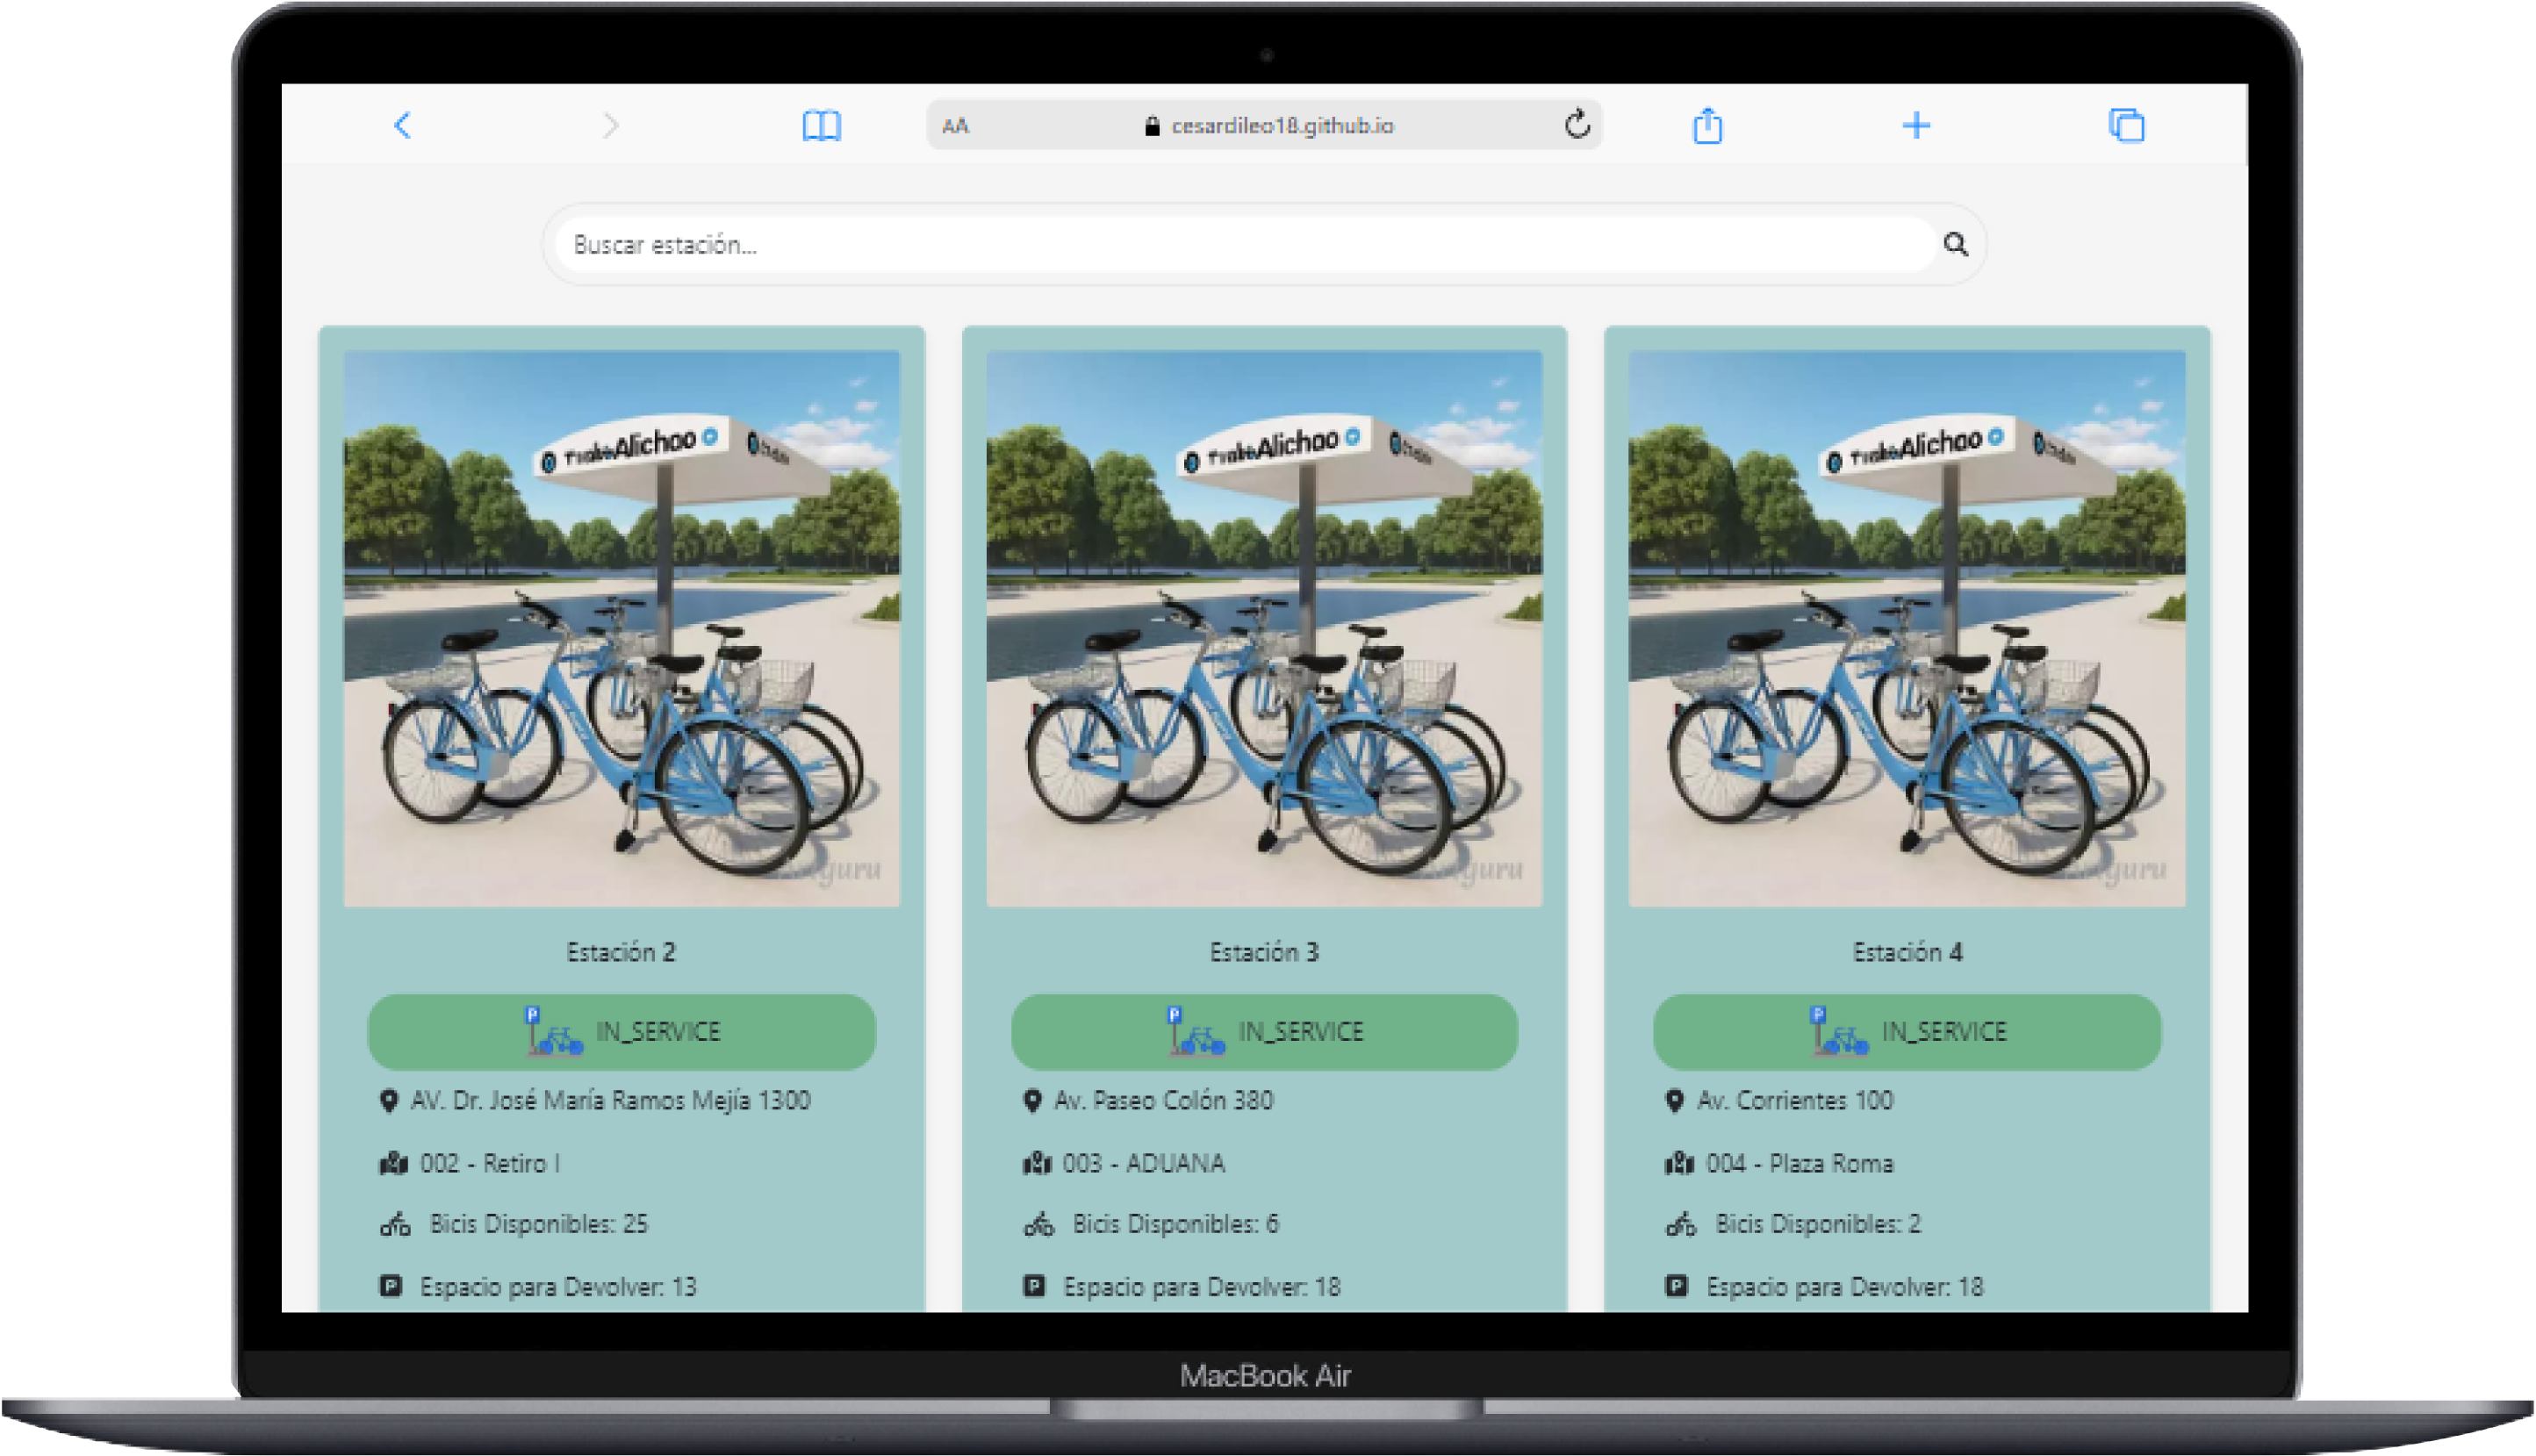 AA
cesardileo18.github.io
Buscar estación...
Alichao
Alichao
Alichao
Estación 2
Estación 3
Estación 4
P IN_SERVICE
P IN_SERVICE
P IN_SERVICE
AV. Dr. José María Ramos Mejía 1300
Av. Paseo Colón 380
Av. Corrientes 100
002 - Retiro I
003 - ADUANA
004 - Plaza Roma
Bicis Disponibles: 25
Bicis Disponibles: 6
Bicis Disponibles: 2
P Espacio para Devolver: 13
P Espacio para Devolver: 18
P Espacio para Devolver: 18
MacBook Air